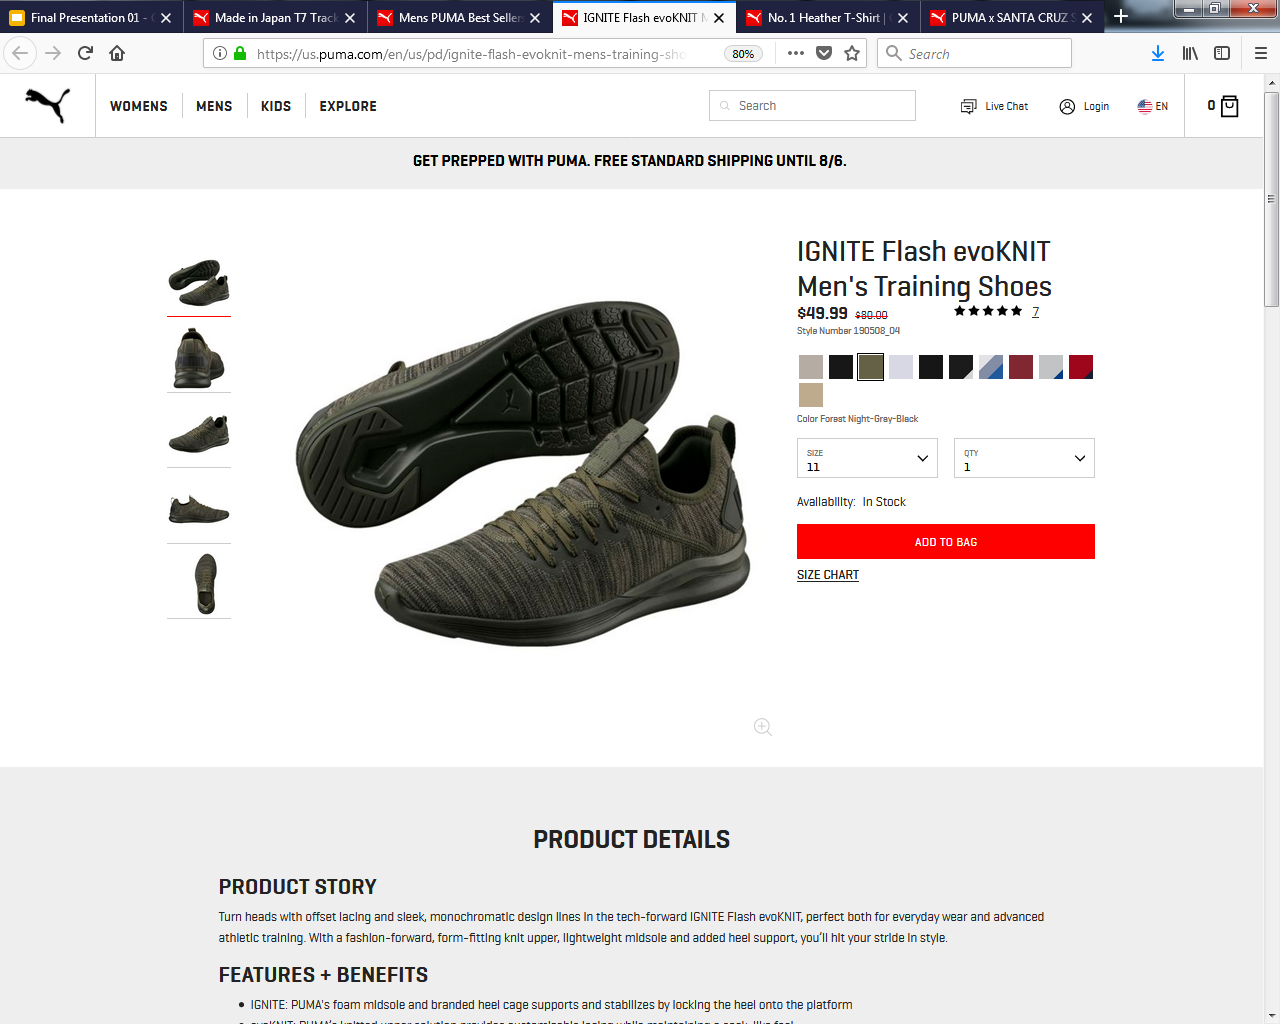 Final Presentation 01 -
Made in Japan T7 Track
Mens PUMA Best Seller
IGNITE Flash evoKNIT M
No. 1 Heather T-Shirt |
PUMA x SANTA CRUZ S
https://us.puma.com/en/us/pd/ignite-flash-evoknit-mens-training-sho
80%
Search
WOMENS
MENS
KIDS
EXPLORE
Search
Live Chat
Login
EN
0
GET PREPPED WITH PUMA. FREE STANDARD SHIPPING UNTIL 8/6.
IGNITE Flash evoKNIT
Men's Training Shoes
$49.99 $80.00
7
Style Number 190508_04
Color Forest Night-Gray-Black
SIZE
11
QTY
1
Availability: In Stock
ADD TO BAG
SIZE CHART
PRODUCT DETAILS
PRODUCT STORY
Turn heads with offset lacing and sleek, monochromatic design lines in the tech-forward IGNITE Flash evoKNIT, perfect both for everyday wear and advanced
athletic training. With a fashion-forward, form-fitting knit upper, lightweight midsole and added heel support, you'll hit your stride in style.
FEATURES + BENEFITS
IGNITE: PUMA's foam midsole and branded heel cage supports and stabilizes by locking the heel onto the platform